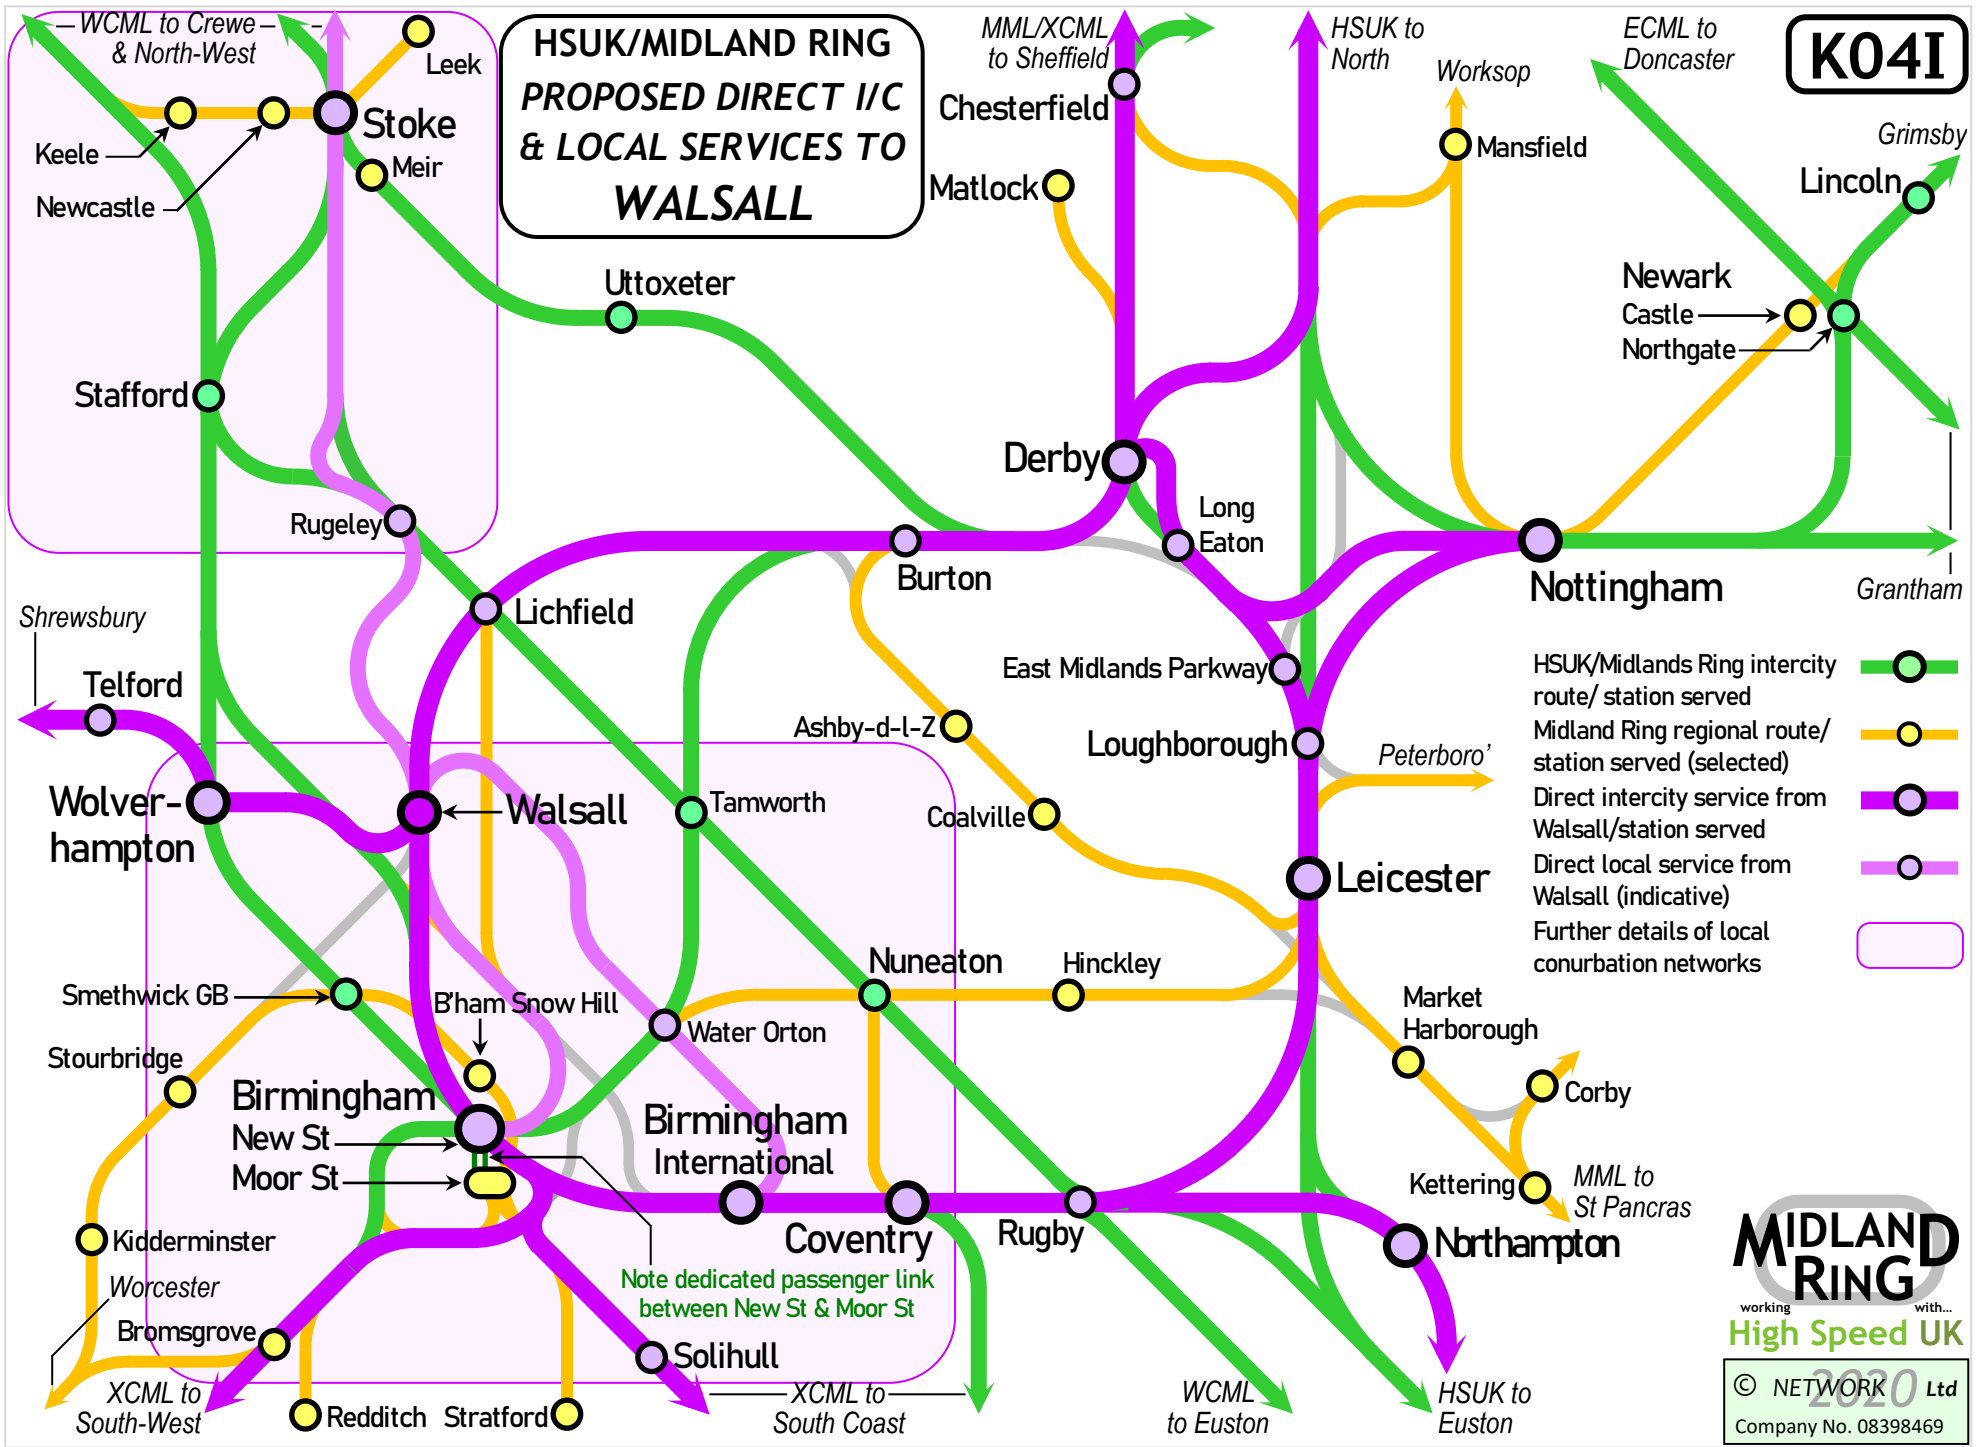 WCML to Crewe
& North-West
Leek
Stoke
Keele
Meir
Newcastle
HSUK/MIDLAND RING
PROPOSED DIRECT I/C
& LOCAL SERVICES TO
WALSALL
MML/XCML
to Sheffield
Chesterfield
Matlock
HSUK to
North
Worksop
Mansfield
ECML to
Doncaster
K04I
Grimsby
Lincoln
Newark
Castle
Northgate
Uttoxeter
Stafford
Rugeley
Derby
Long
Eaton
Burton
Nottingham
Grantham
Lichfield
Shrewsbury
Telford
East Midlands Parkway
Ashby-d-l-Z
Loughborough
Peterboro'
Wolver-
hampton
Walsall
Tamworth
Coalville
Leicester
HSUK/Midlands Ring intercity
route/ station served
Midland Ring regional route/
station served (selected)
Direct intercity service from
Walsall/station served
Direct local service from
Walsall (indicative)
Further details of local
conurbation networks
Smethwick GB
B'ham Snow Hill
Nuneaton
Hinckley
Water Orton
Market
Harborough
Stourbridge
Corby
Birmingham
New St
Moor St
Birmingham
International
Coventry
Rugby
Kettering
MML to
St Pancras
Northampton
Kidderminster
Worcester
Note dedicated passenger link
between New St & Moor St
Bromsgrove
Solihull
XCML to
South-West
Redditch
Stratford
XCML to
South Coast
WCML
to Euston
HSUK to
Euston
MIDLAND
RING
working with...
High Speed UK
© NETWORK 2020 Ltd
Company No. 08398469